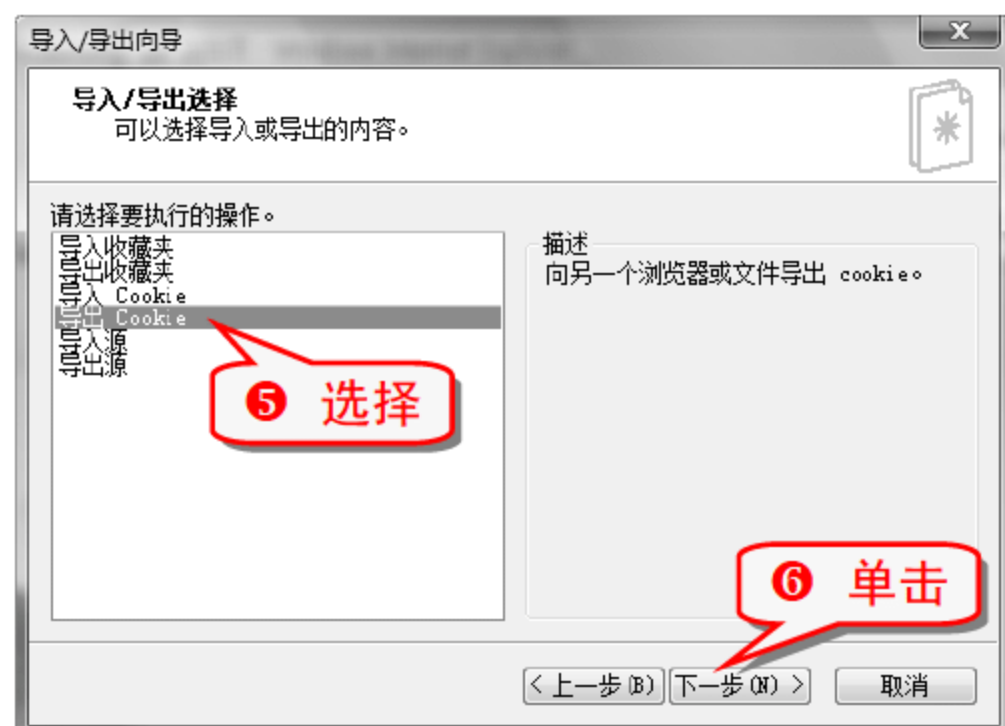 导入/导出向导
导入/导出选择
可以选择导入或导出的内容。
请选择要执行的操作。
导入收藏夹
导出收藏夹
导入 Cookie
导出 Cookie
导入源
导出源
描述
向另一个浏览器或文件导出 cookie。
❺ 选择
❻ 单击
< 上一步(B)
下一步(N) >
取消